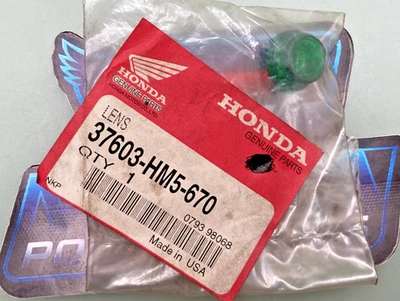 HONDA
GENUINE PARTS
HONDA
GENUINE PARTS
LENS
37603-HM5-670
QTY 1
NKP
0793 98068
Made in USA